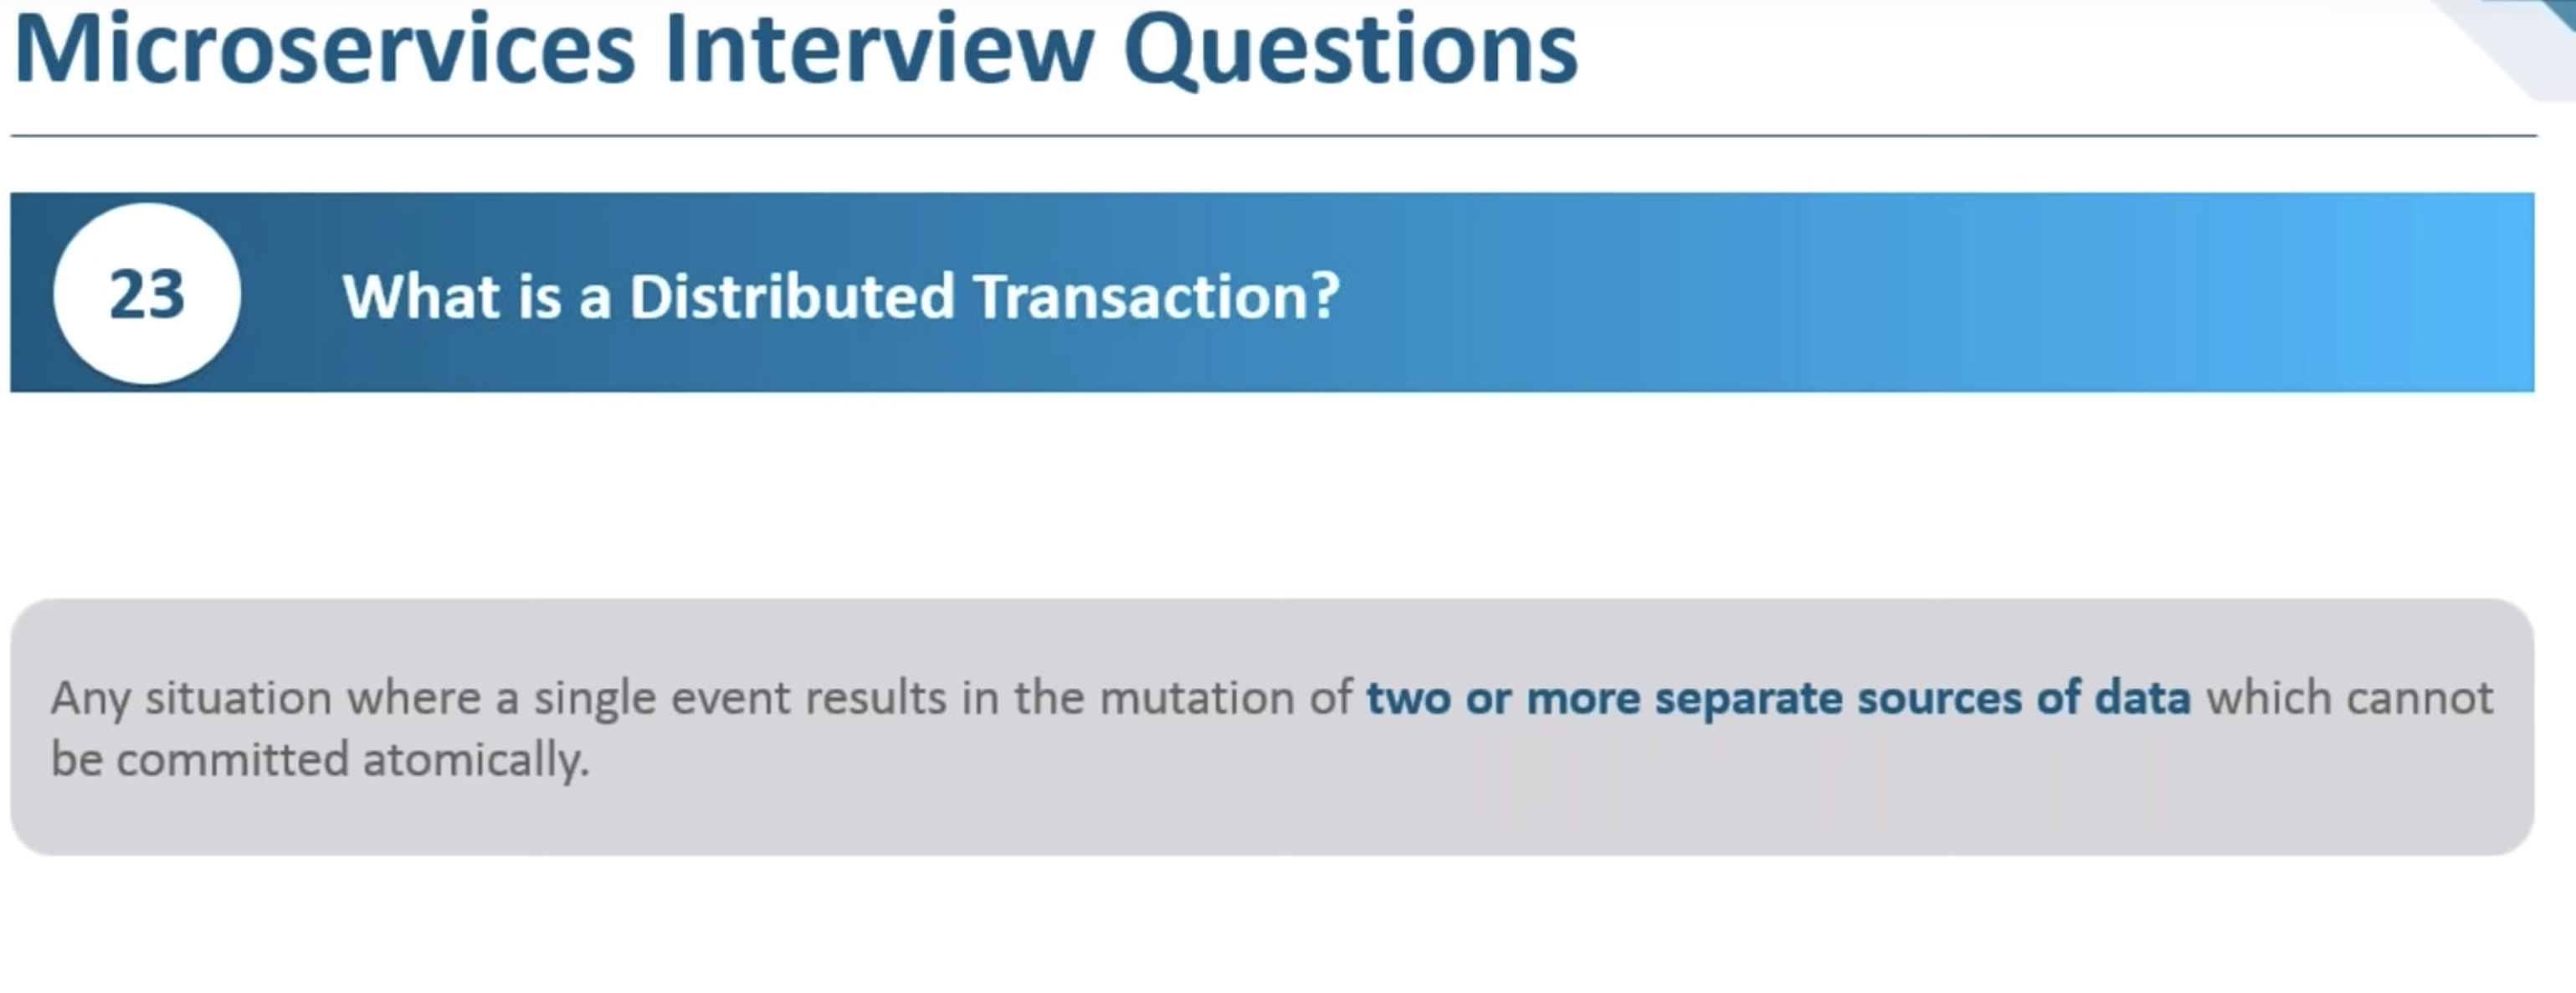 Microservices Interview Questions
23
What is a Distributed Transaction?
Any situation where a single event results in the mutation of two or more separate sources of data which cannot
be committed atomically.